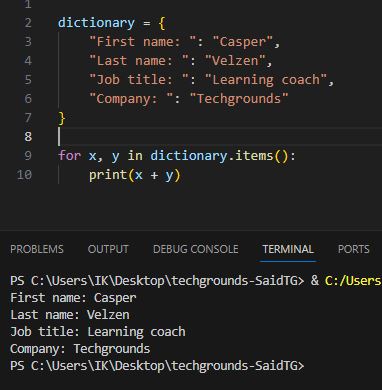 1
2 dictionary = {
3     "First name: ": "Casper",
4     "Last name: ": "Velzen",
5     "Job title: ": "Learning coach",
6     "Company: ": "Techgrounds"
7 }
8
9 for x, y in dictionary.items():
10     print(x + y)
PROBLEMS OUTPUT DEBUG CONSOLE TERMINAL PORTS
PS C:\Users\IK\Desktop\techgrounds-SaidTG> & C:/Users
First name: Casper
Last name: Velzen
Job title: Learning coach
Company: Techgrounds
PS C:\Users\IK\Desktop\techgrounds-SaidTG>